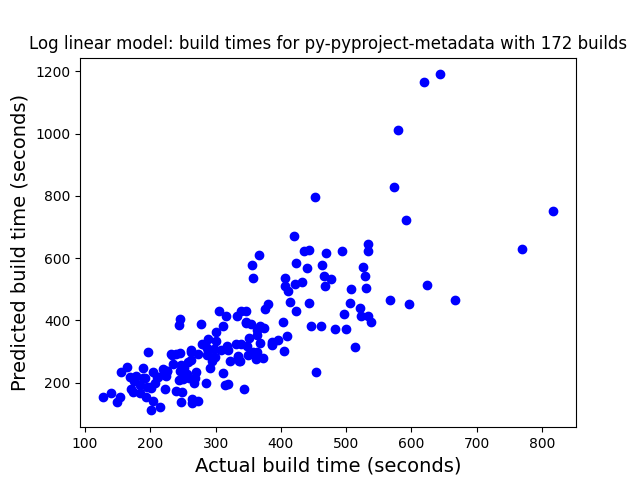 Log linear model: build times for py-pyproject-metadata with 172 builds
1200
1000
800
600
400
200
Predicted build time (seconds)
100 200 300 400 500 600 700 800
Actual build time (seconds)